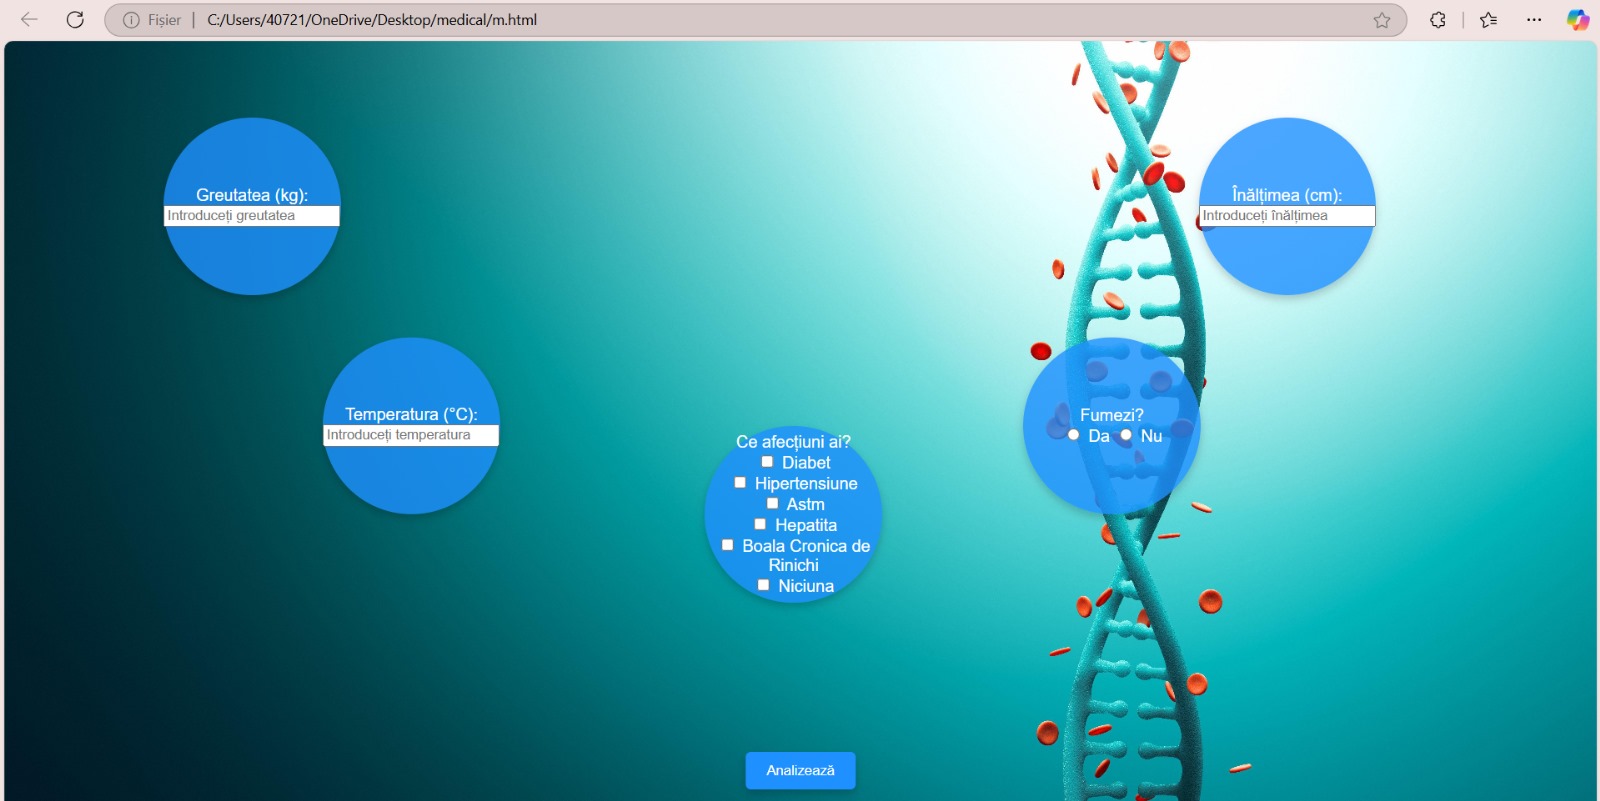 Fișier
C:/Users/40721/OneDrive/Desktop/medical/m.html
Greutatea (kg):
Introduceți greutatea
Înălțimea (cm):
Introduceți înălțimea
Temperatura (°C):
Introduceți temperatura
Fumezi?
Da Nu
Ce afecțiuni ai?
Diabet
Hipertensiune
Astm
Hepatita
Boala Cronica de
Rinichi
Niciuna
Analizează